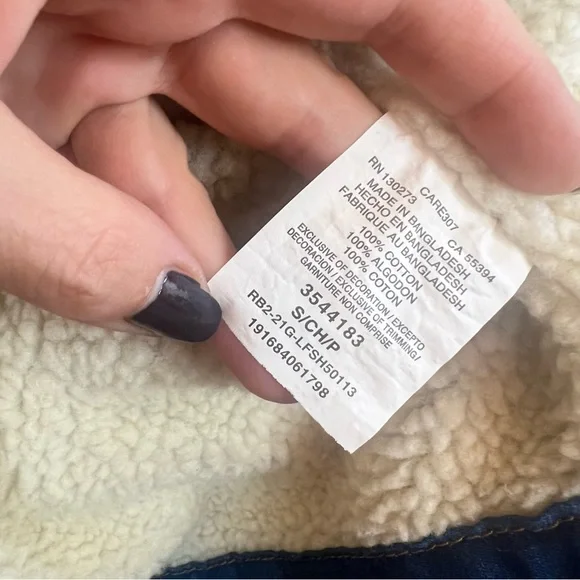 CARE307
RN 130273 CA 55394
MADE IN BANGLADESH
HECHO EN BANGLADESH
FABRIQUE AU BANGLADESH
100% COTTON
100% ALGODON
100% COTON
EXCLUSIVE OF DECORATION / EXCEPTO
DECORACION / EXCLUSIVE OF TRIMMING/
GARNITURE NON COMPRISE
3544183
S/CH/P
RB2-21G-LFSH50113
191684061798